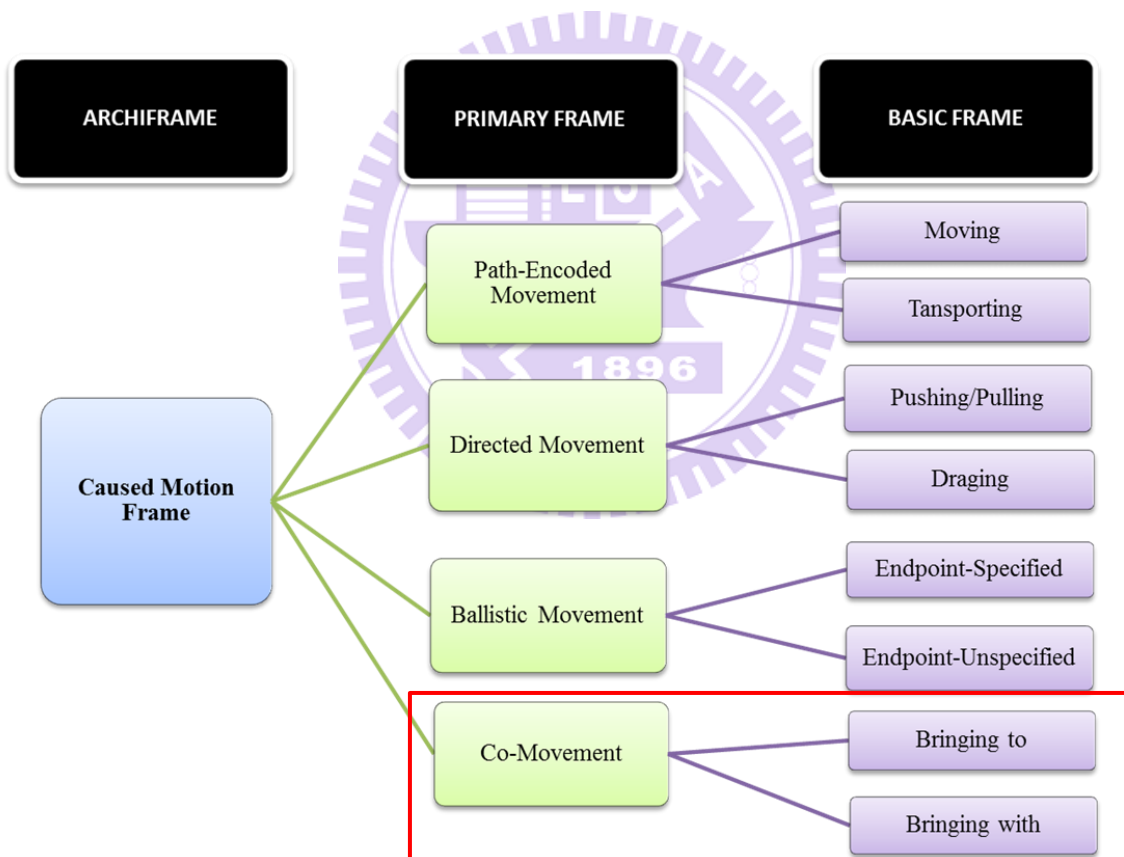 ARCHIFRAME
PRIMARY FRAME
BASIC FRAME
Path-Encoded
Movement
Moving
Tansporting
1896
Directed Movement
Pushing/Pulling
Draging
Caused Motion
Frame
Ballistic Movement
Endpoint-Specified
Endpoint-Unspecified
Co-Movement
Bringing to
Bringing with